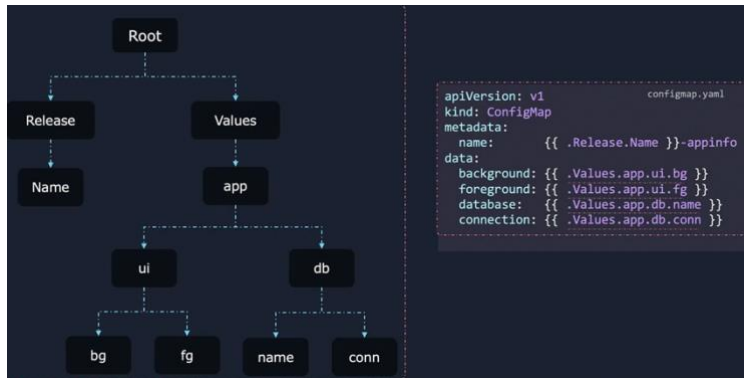 Root
Release
Values
Name
app
ui
db
bg
fg
name
conn
configmap.yaml
apiVersion: v1
kind: ConfigMap
metadata:
name: {{ .Release.Name }}-appinfo
data:
background: {{ .Values.app.ui.bg }}
foreground: {{ .Values.app.ui.fg }}
database: {{ .Values.app.db.name }}
connection: {{ .Values.app.db.conn }}